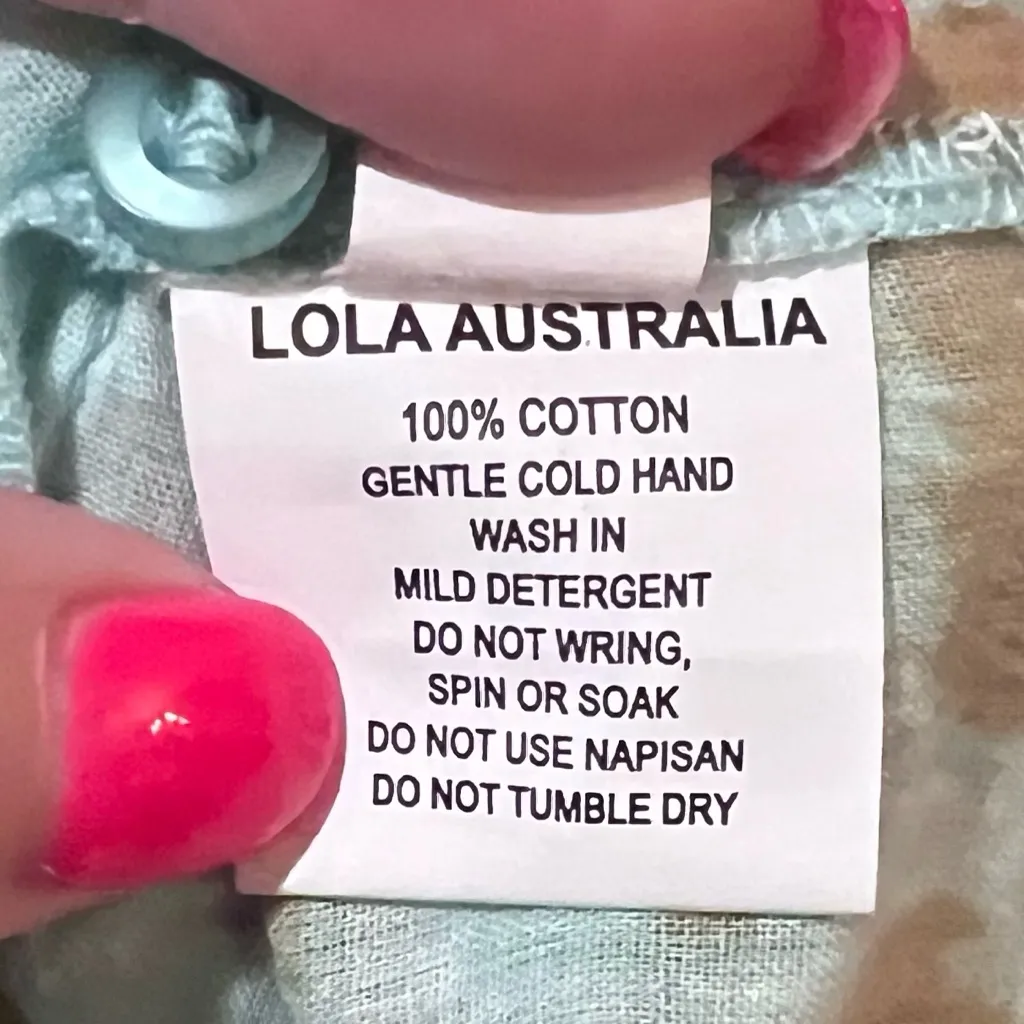 LOLA AUSTRALIA
100% COTTON
GENTLE COLD HAND
WASH IN
MILD DETERGENT
DO NOT WRING,
SPIN OR SOAK
DO NOT USE NAPISAN
DO NOT TUMBLE DRY